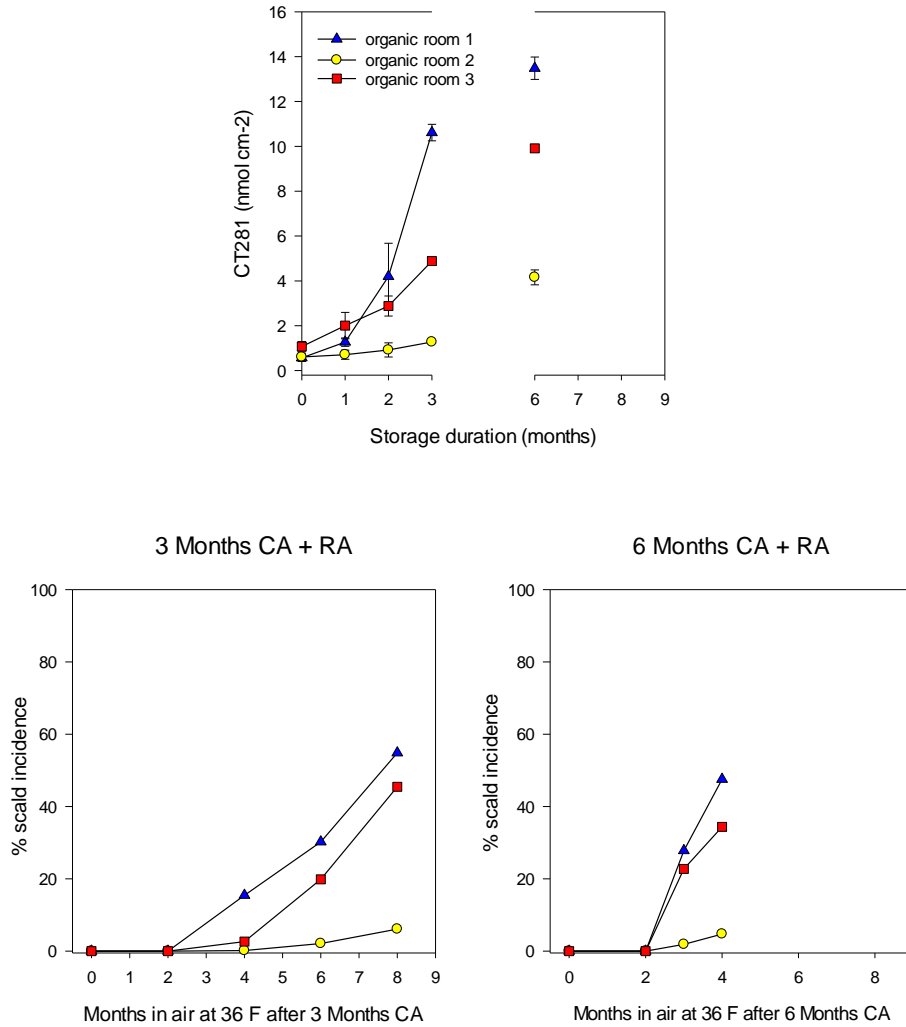 16
14
12
10
8
6
4
2
0
CT281 (nmol cm-2)
organic room 1
organic room 2
organic room 3
0 1 2 3 6 7 8 9
Storage duration (months)
3 Months CA + RA
100
80
60
40
20
0
% scald incidence
0 1 2 3 4 5 6 7 8 9
Months in air at 36 F after 3 Months CA
6 Months CA + RA
100
80
60
40
20
0
% scald incidence
0 2 4 6 8
Months in air at 36 F after 6 Months CA